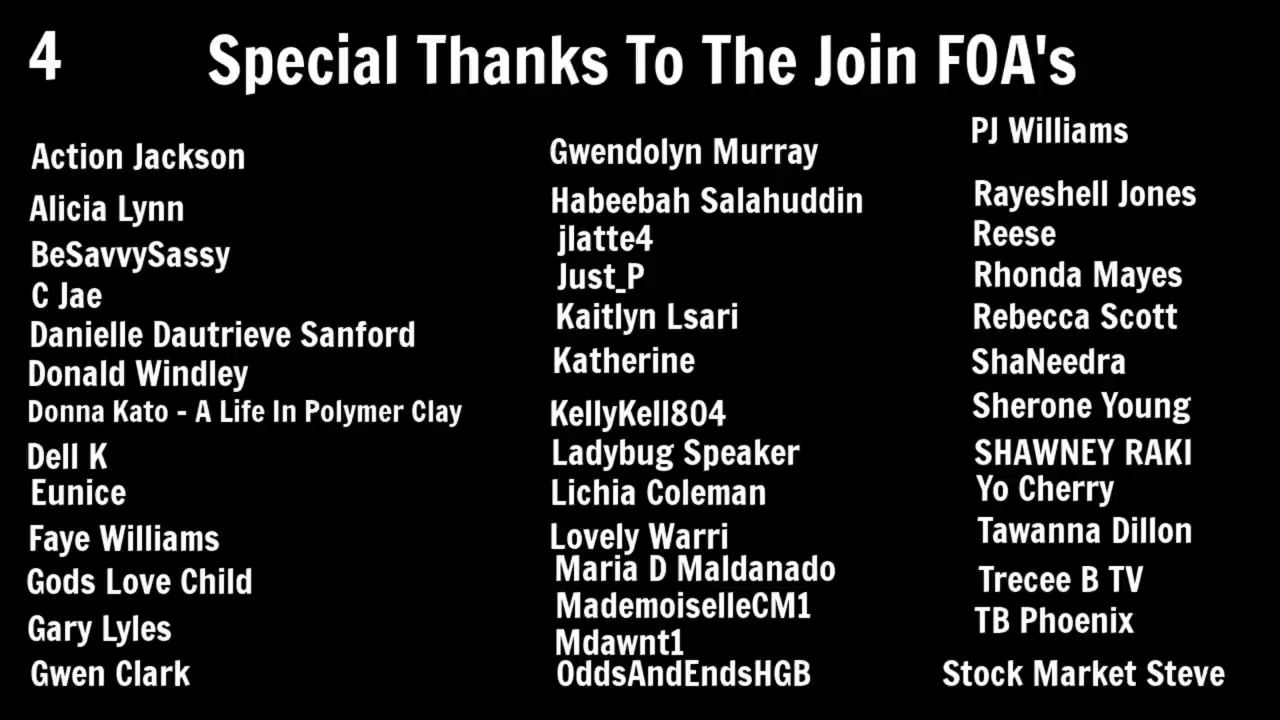 4
Special Thanks To The Join FOA's
Action Jackson
Alicia Lynn
BeSavvySassy
C Jae
Danielle Dautrieve Sanford
Donald Windley
Donna Kato - A Life In Polymer Clay
Dell K
Eunice
Faye Williams
Gods Love Child
Gary Lyles
Gwen Clark
Gwendolyn Murray
Habeebah Salahuddin
jlatte4
Just_P
Kaitlyn Lsari
Katherine
KellyKell804
Ladybug Speaker
Lichia Coleman
Lovely Warri
Maria D Maldanado
MademoiselleCM1
Mdawnt1
OddsAndEndsHGB
PJ Williams
Rayeshell Jones
Reese
Rhonda Mayes
Rebecca Scott
ShaNeedra
Sherone Young
SHAWNEY RAKI
Yo Cherry
Tawanna Dillon
Trecee B TV
TB Phoenix
Stock Market Steve